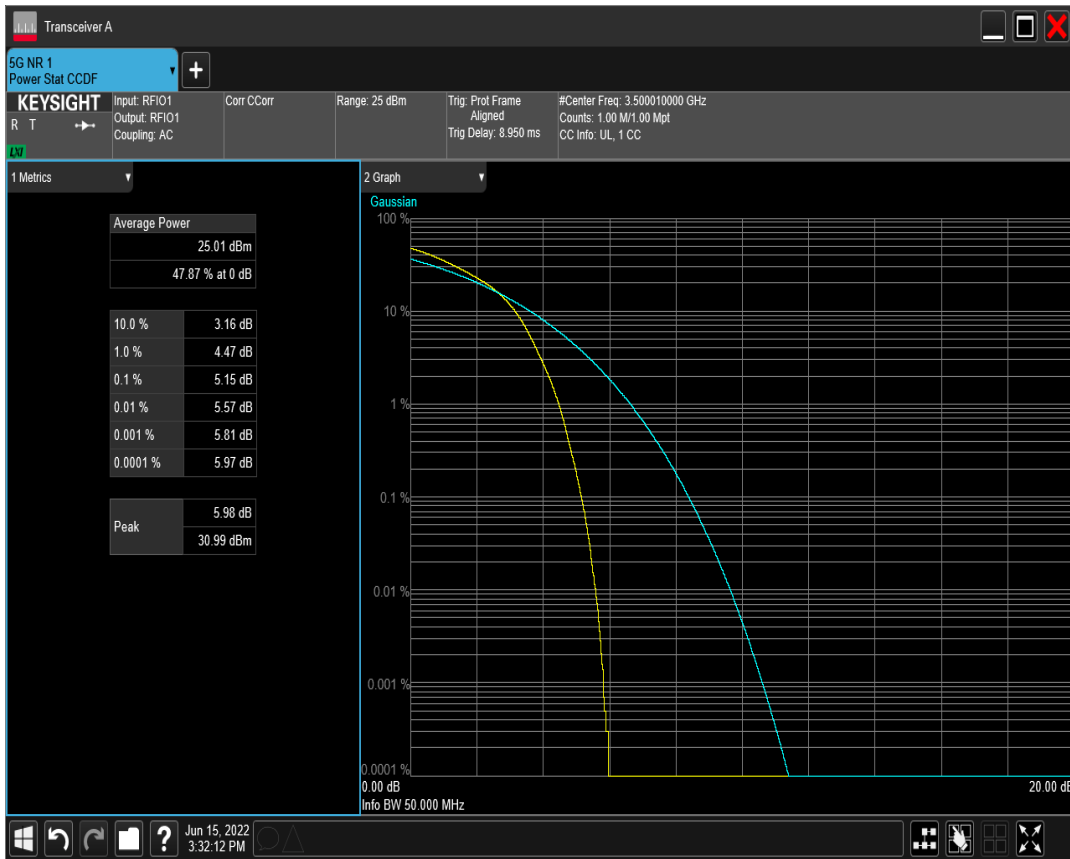 Transceiver A
5G NR 1
Power Stat CCDF
KEYSIGHT
R T
LXI
Input: RFIO1
Output: RFIO1
Coupling: AC
Corr CCorr
Range: 25 dBm
Trig: Prot Frame
Aligned
Trig Delay: 8.950 ms
#Center Freq: 3.500010000 GHz
Counts: 1.00 M/1.00 Mpt
CC Info: UL, 1 CC
1 Metrics
Average Power
25.01 dBm
47.87 % at 0 dB
10.0 % 3.16 dB
1.0 % 4.47 dB
0.1 % 5.15 dB
0.01 % 5.57 dB
0.001 % 5.81 dB
0.0001 % 5.97 dB
Peak
5.98 dB
30.99 dBm
2 Graph
Gaussian
100 %
10 %
1 %
0.1 %
0.01 %
0.001 %
0.0001 %
0.00 dB 20.00 dB
Info BW 50.000 MHz
?
Jun 15, 2022
3:32:12 PM